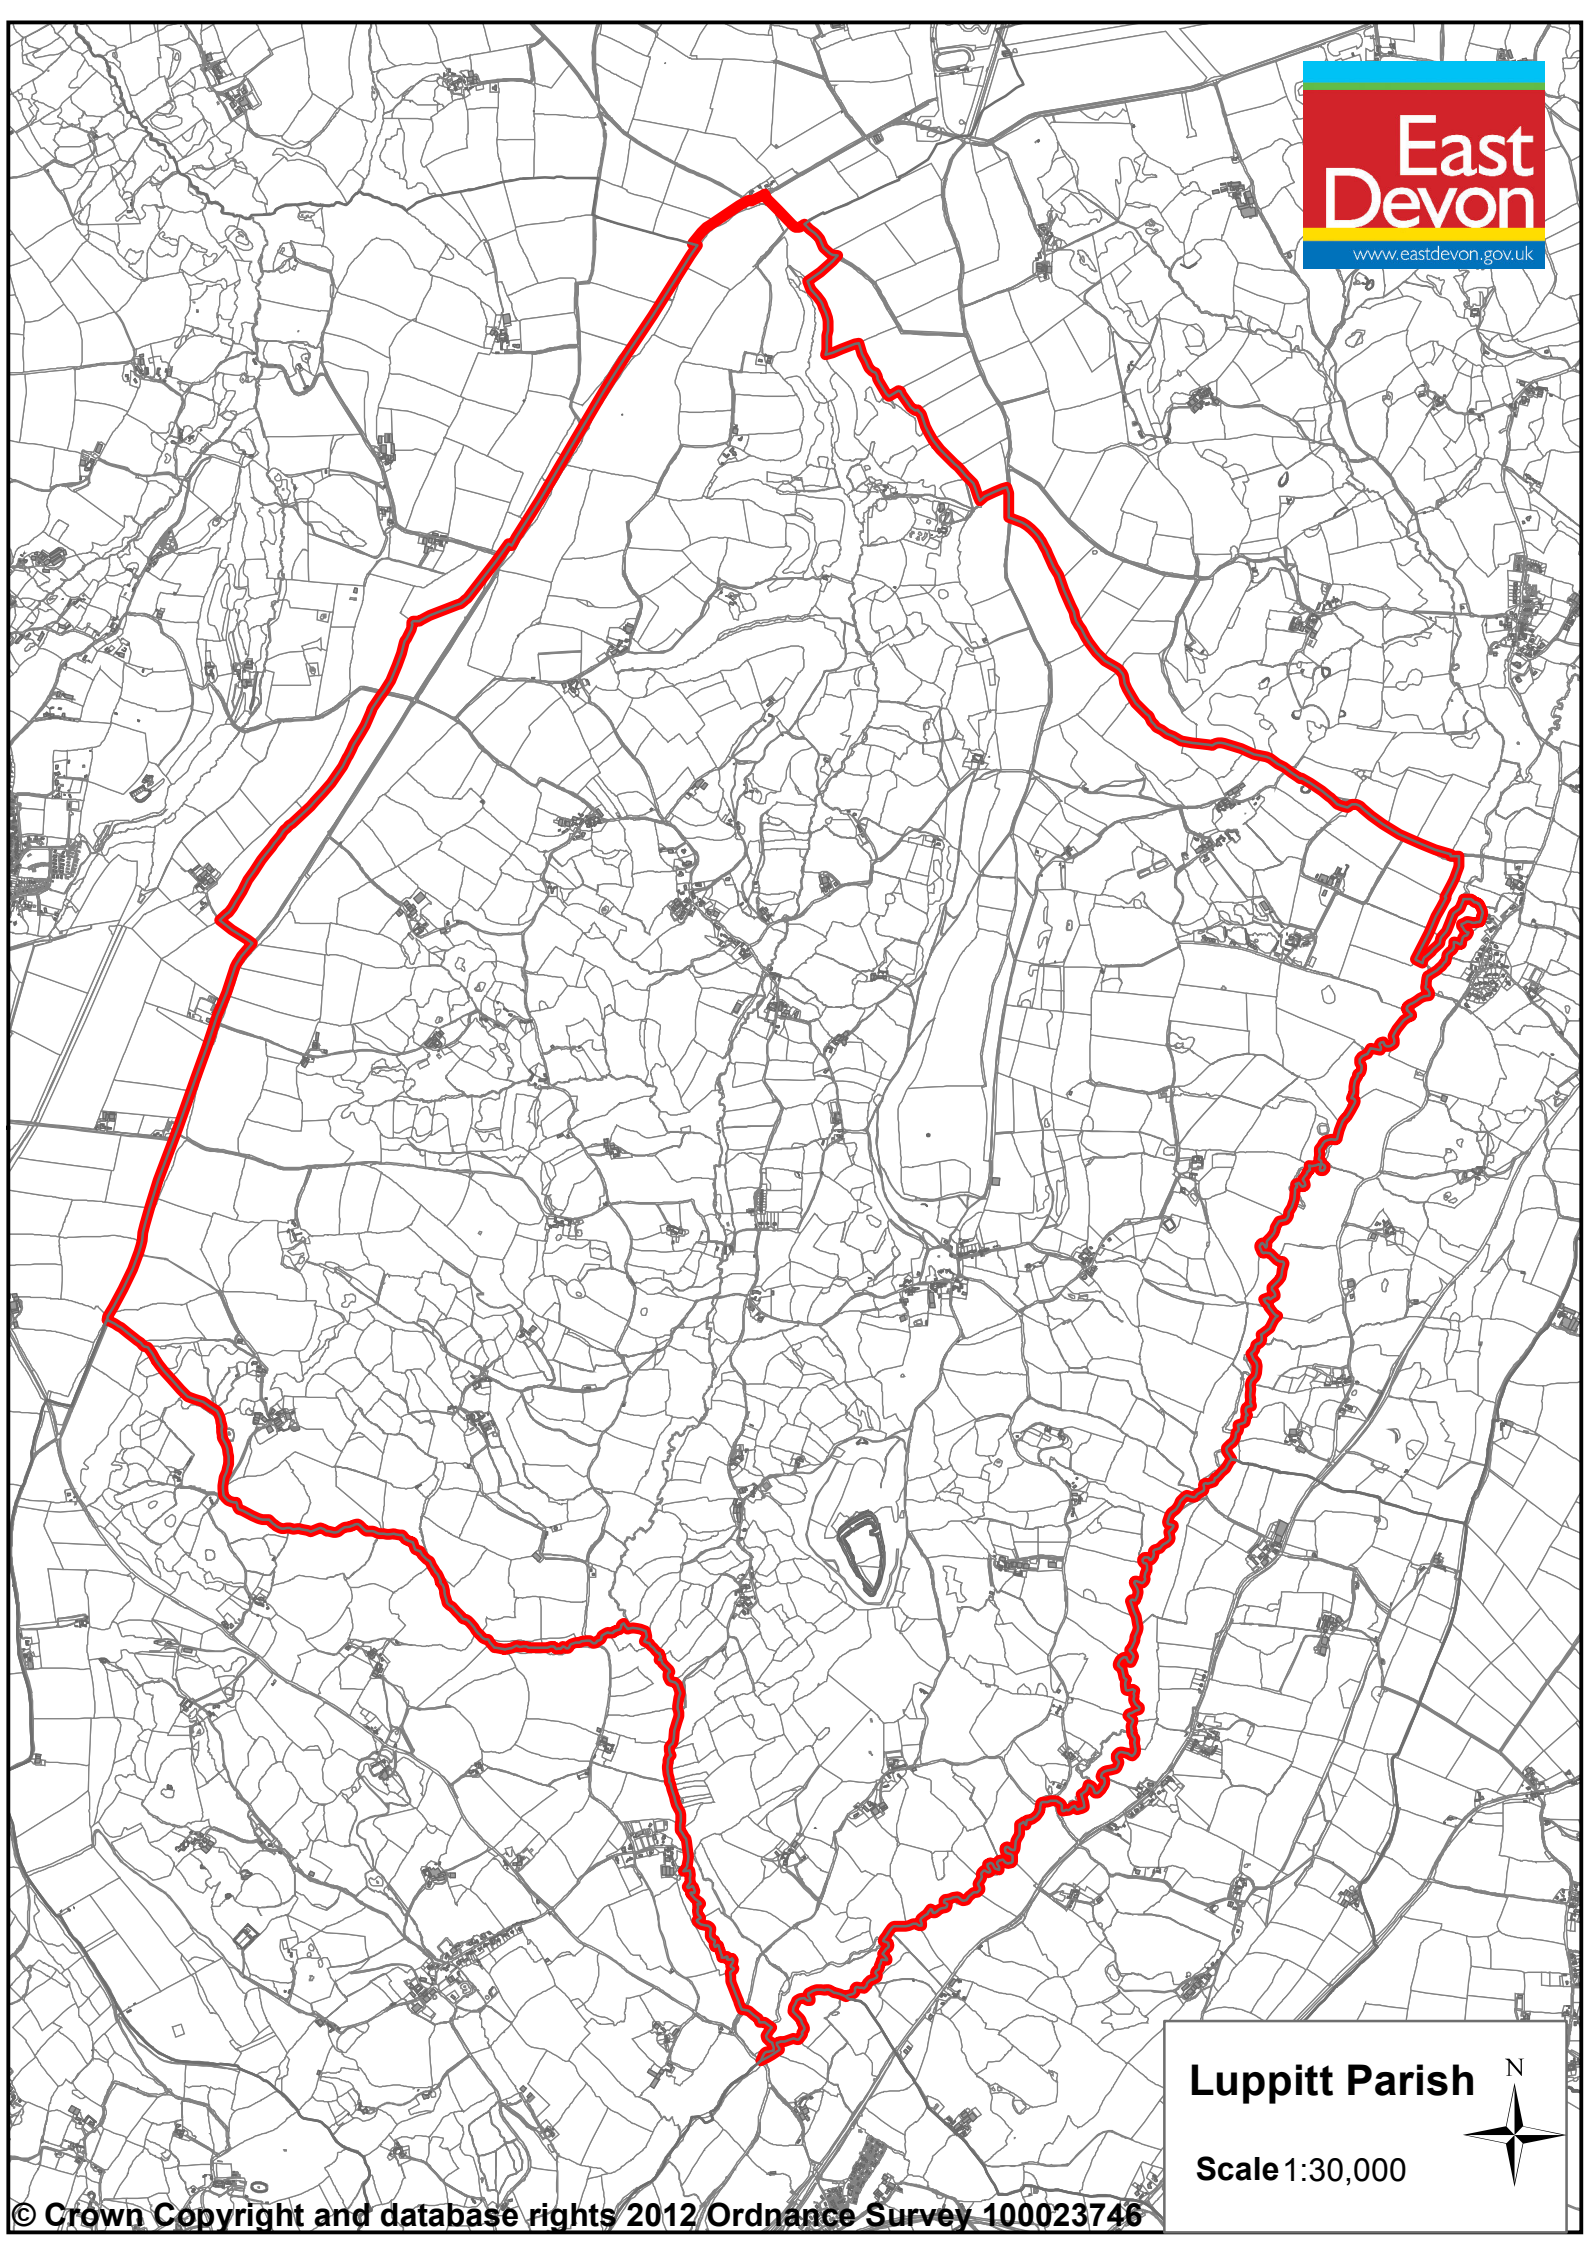 East
Devon
www.eastdevon.gov.uk
Luppitt Parish
N
Scale 1:30,000
© Crown Copyright and database rights 2012 Ordnance Survey 100023746